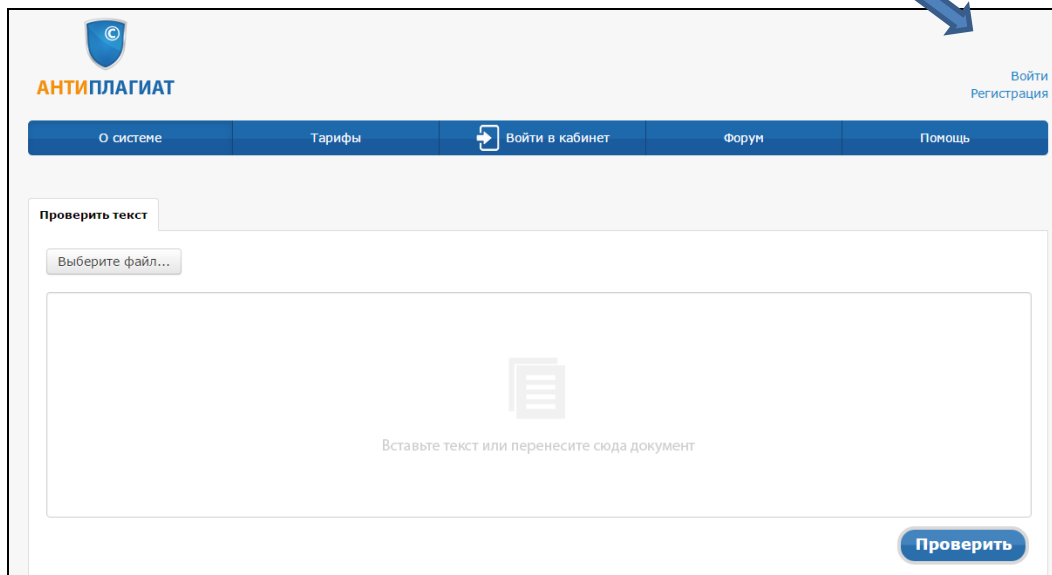 ©
АНТИПЛАГИАТ
Войти
Регистрация
О системе
Тарифы
Войти в кабинет
Форум
Помощь
Проверить текст
Выберите файл...
Вставьте текст или перенесите сюда документ
Проверить